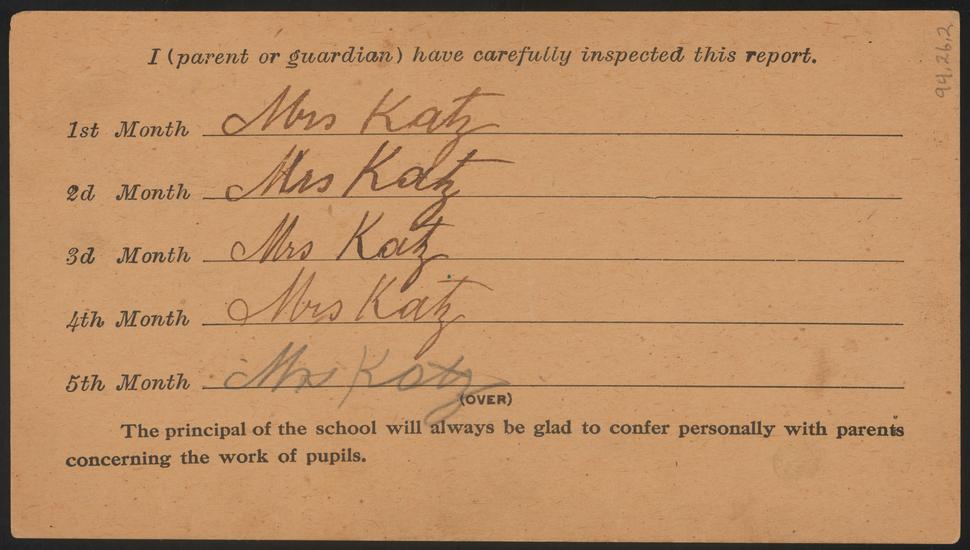 I (parent or guardian) have carefully inspected this report.
1st Month Mrs Katz
2d Month Mrs Katz
3d Month Mrs Katz
4th Month Mrs Katz
5th Month Mrs Katz
(OVER)
The principal of the school will always be glad to confer personally with parents
concerning the work of pupils.
94.262